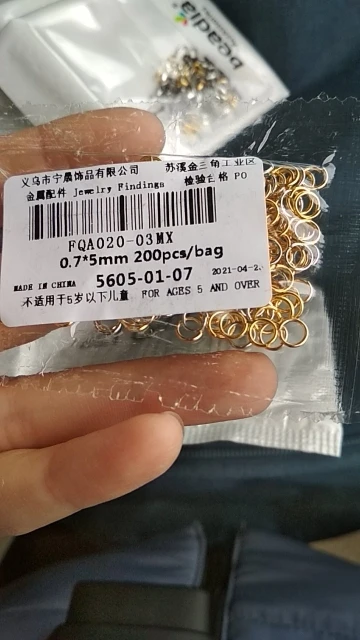 Beadia
义乌市宁晨饰品有限公司 苏溪金三角工业区
金属配件 Jewelry Findings 检验合格 PO
FQA020-03MX
0.7*5mm 200pcs/bag
MADE IN CHINA 5605-01-07 2021-04-2
不适用于5岁以下儿童 FOR AGES 5 AND OVER